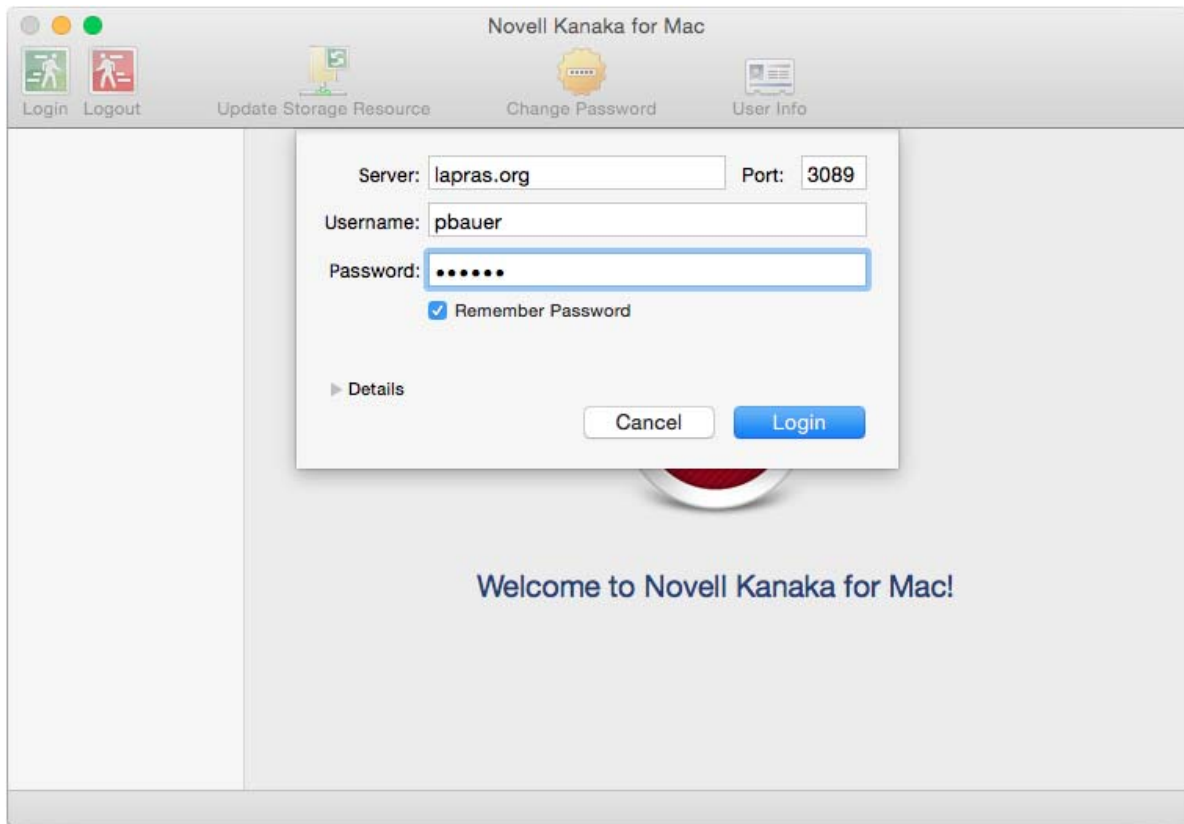 Novell Kanaka for Mac
Login Logout Update Storage Resource Change Password User Info
Server: lapras.org Port: 3089
Username: pbauer
Password: ••••••
Remember Password
Details
Cancel Login
Welcome to Novell Kanaka for Mac!